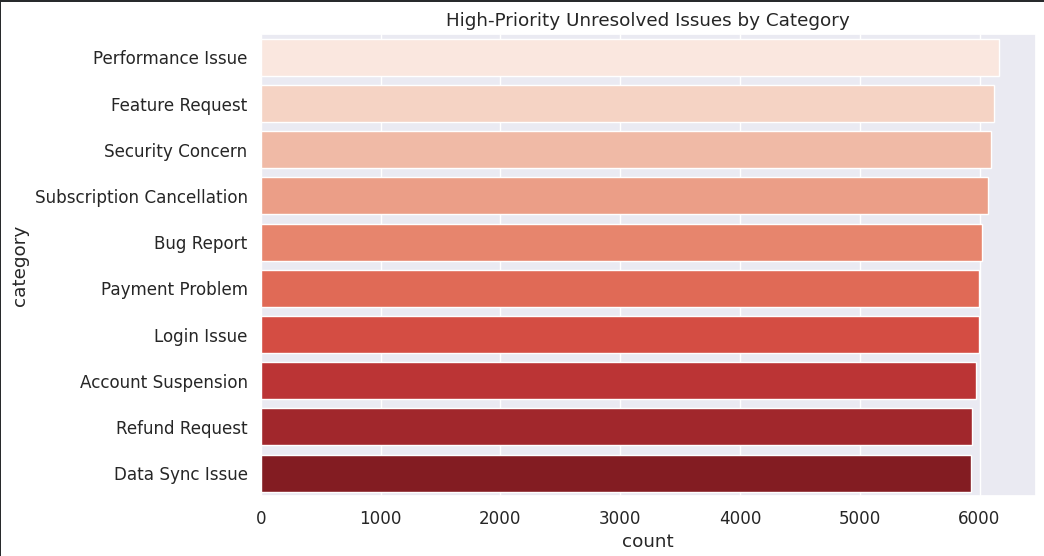 High-Priority Unresolved Issues by Category
Performance Issue
Feature Request
Security Concern
Subscription Cancellation
Bug Report
Payment Problem
Login Issue
Account Suspension
Refund Request
Data Sync Issue
category
0 1000 2000 3000 4000 5000 6000
count